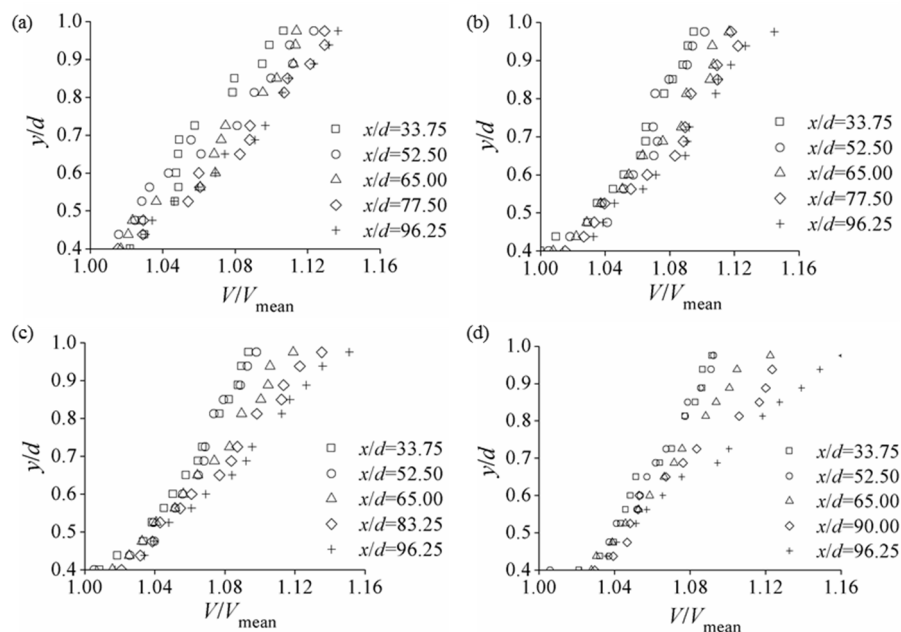 (a)
1.0
0.9
0.8
0.7
0.6
0.5
0.4
y/d
1.00 1.04 1.08 1.12 1.16
V/Vmean
x/d=33.75
x/d=52.50
x/d=65.00
x/d=77.50
x/d=96.25
(b)
1.0
0.9
0.8
0.7
0.6
0.5
0.4
y/d
1.00 1.04 1.08 1.12 1.16
V/Vmean
x/d=33.75
x/d=52.50
x/d=65.00
x/d=77.50
x/d=96.25
(c)
1.0
0.9
0.8
0.7
0.6
0.5
0.4
y/d
1.00 1.04 1.08 1.12 1.16
V/Vmean
x/d=33.75
x/d=52.50
x/d=65.00
x/d=83.25
x/d=96.25
(d)
1.0
0.9
0.8
0.7
0.6
0.5
0.4
y/d
1.00 1.04 1.08 1.12 1.16
V/Vmean
x/d=33.75
x/d=52.50
x/d=65.00
x/d=90.00
x/d=96.25